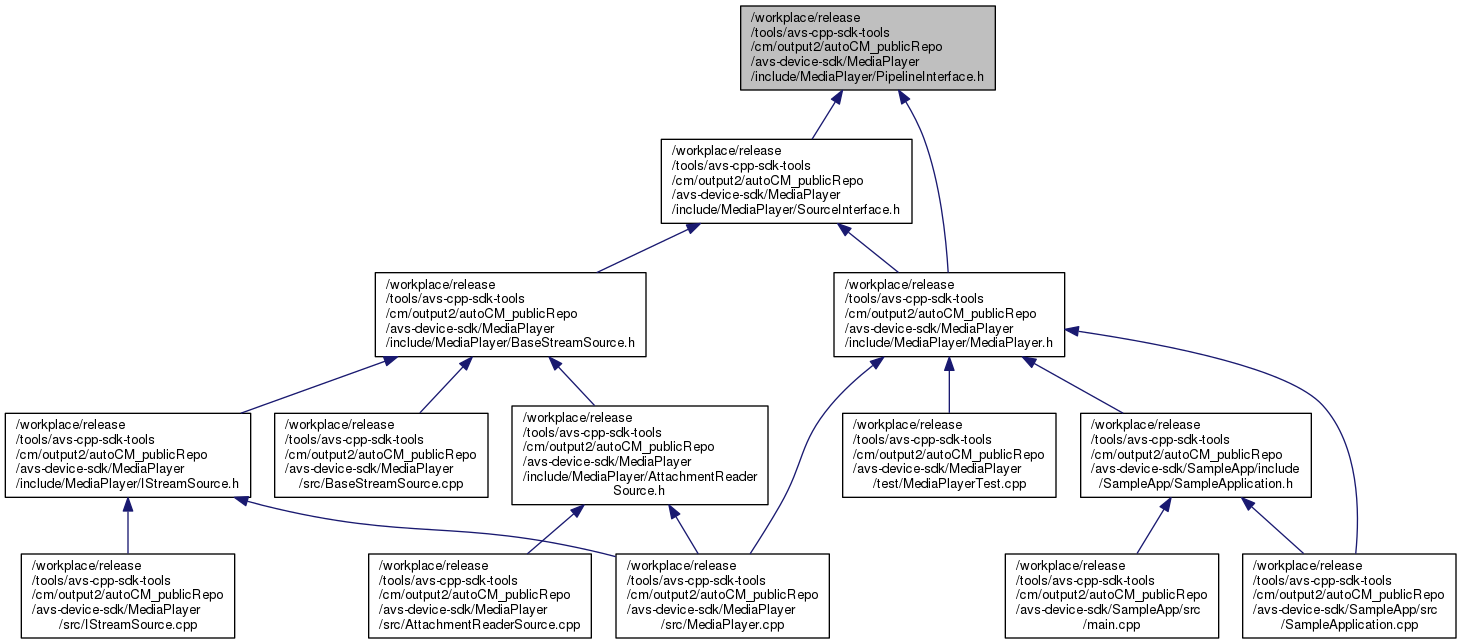 /workplace/release
/tools/avs-cpp-sdk-tools
/cm/output2/autoCM_publicRepo
/avs-device-sdk/MediaPlayer
/include/MediaPlayer/PipelineInterface.h
/workplace/release
/tools/avs-cpp-sdk-tools
/cm/output2/autoCM_publicRepo
/avs-device-sdk/MediaPlayer
/include/MediaPlayer/SourceInterface.h
/workplace/release
/tools/avs-cpp-sdk-tools
/cm/output2/autoCM_publicRepo
/avs-device-sdk/MediaPlayer
/include/MediaPlayer/BaseStreamSource.h
/workplace/release
/tools/avs-cpp-sdk-tools
/cm/output2/autoCM_publicRepo
/avs-device-sdk/MediaPlayer
/include/MediaPlayer/MediaPlayer.h
/workplace/release
/tools/avs-cpp-sdk-tools
/cm/output2/autoCM_publicRepo
/avs-device-sdk/MediaPlayer
/include/MediaPlayer/IStreamSource.h
/workplace/release
/tools/avs-cpp-sdk-tools
/cm/output2/autoCM_publicRepo
/avs-device-sdk/MediaPlayer
/src/BaseStreamSource.cpp
/workplace/release
/tools/avs-cpp-sdk-tools
/cm/output2/autoCM_publicRepo
/avs-device-sdk/MediaPlayer
/include/MediaPlayer/AttachmentReader
Source.h
/workplace/release
/tools/avs-cpp-sdk-tools
/cm/output2/autoCM_publicRepo
/avs-device-sdk/MediaPlayer
/test/MediaPlayerTest.cpp
/workplace/release
/tools/avs-cpp-sdk-tools
/cm/output2/autoCM_publicRepo
/avs-device-sdk/SampleApp/include
/SampleApp/SampleApplication.h
/workplace/release
/tools/avs-cpp-sdk-tools
/cm/output2/autoCM_publicRepo
/avs-device-sdk/MediaPlayer
/src/IStreamSource.cpp
/workplace/release
/tools/avs-cpp-sdk-tools
/cm/output2/autoCM_publicRepo
/avs-device-sdk/MediaPlayer
/src/AttachmentReaderSource.cpp
/workplace/release
/tools/avs-cpp-sdk-tools
/cm/output2/autoCM_publicRepo
/avs-device-sdk/MediaPlayer
/src/MediaPlayer.cpp
/workplace/release
/tools/avs-cpp-sdk-tools
/cm/output2/autoCM_publicRepo
/avs-device-sdk/SampleApp/src
/main.cpp
/workplace/release
/tools/avs-cpp-sdk-tools
/cm/output2/autoCM_publicRepo
/avs-device-sdk/SampleApp/src
/SampleApplication.cpp